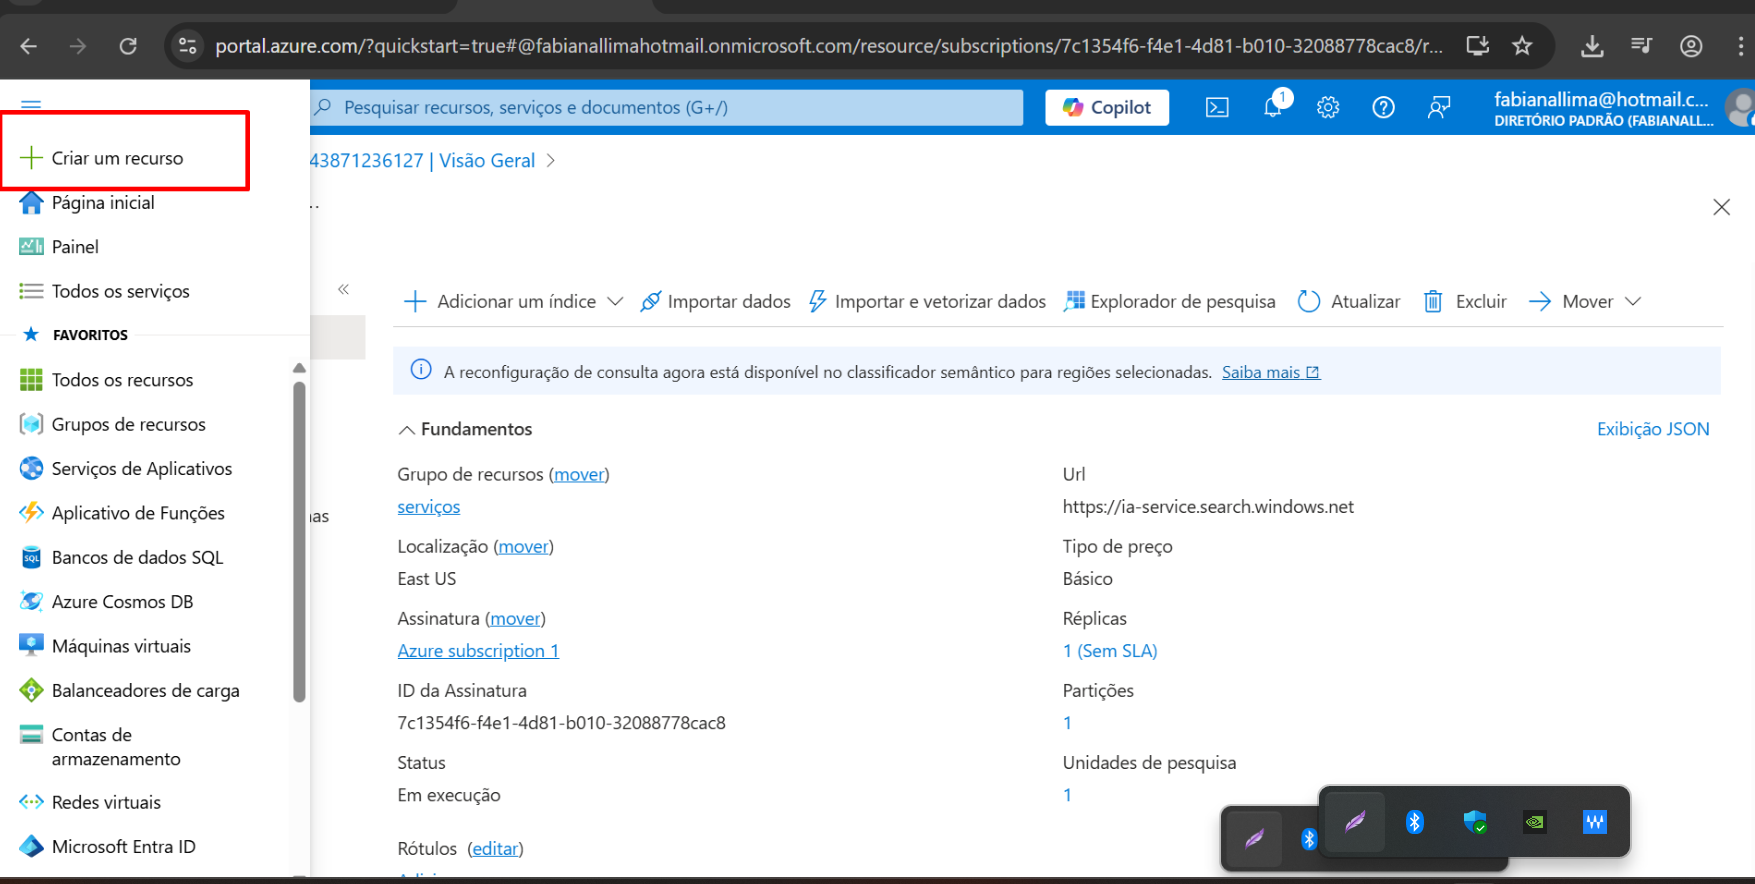 portal.azure.com/?quickstart=true#@fabianallimahotmail.onmicrosoft.com/resource/subscriptions/7c1354f6-f4e1-4d81-b010-32088778cac8/r...
Pesquisar recursos, serviços e documentos (G+/)
Copilot
1
fabianallima@hotmail.c...
DIRETÓRIO PADRÃO (FABIANALL...
Criar um recurso
Página inicial
Painel
Todos os serviços
FAVORITOS
Todos os recursos
Grupos de recursos
Serviços de Aplicativos
Aplicativo de Funções
Bancos de dados SQL
Azure Cosmos DB
Máquinas virtuais
Balanceadores de carga
Contas de
armazenamento
Redes virtuais
Microsoft Entra ID
43871236127 | Visão Geral >
Adicionar um índice
Importar dados
Importar e vetorizar dados
Explorador de pesquisa
Atualizar
Excluir
Mover
A reconfiguração de consulta agora está disponível no classificador semântico para regiões selecionadas. Saiba mais
Fundamentos
Exibição JSON
Grupo de recursos (mover)
serviços
Localização (mover)
East US
Assinatura (mover)
Azure subscription 1
ID da Assinatura
7c1354f6-f4e1-4d81-b010-32088778cac8
Status
Em execução
Rótulos (editar)
Url
https://ia-service.search.windows.net
Tipo de preço
Básico
Réplicas
1 (Sem SLA)
Partições
1
Unidades de pesquisa
1